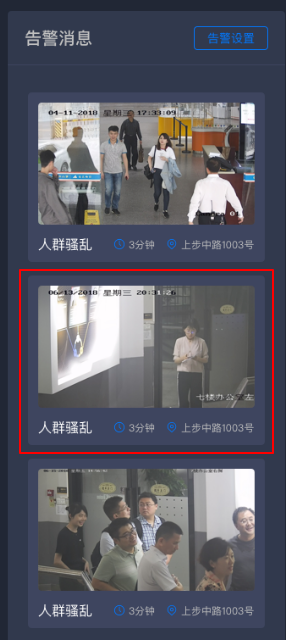 告警消息
告警设置
04-11-2018 星期三 17:33:09
人群骚乱
3分钟
上步中路1003号
06/13/2018 星期三 20:31:26
七楼办公室左
人群骚乱
3分钟
上步中路1003号
人群骚乱
3分钟
上步中路1003号